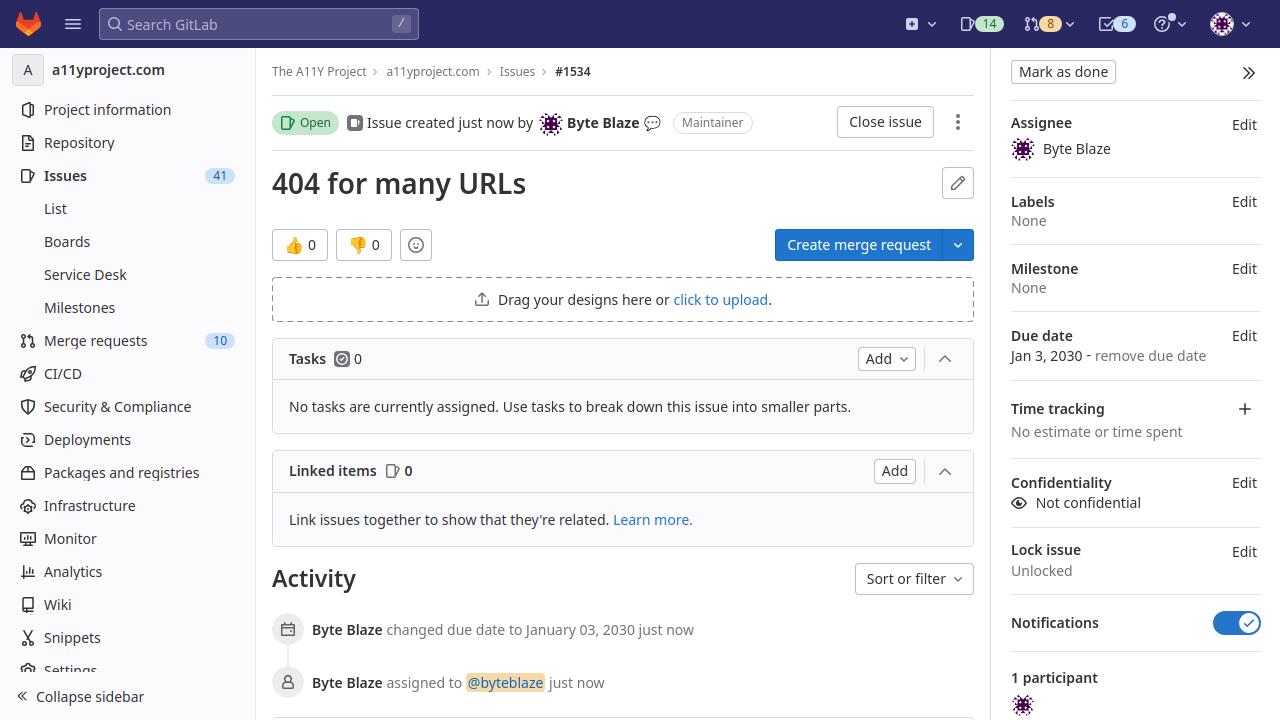 Search GitLab
/
14
8
6
A
a11yproject.com
Project information
Repository
Issues
41
List
Boards
Service Desk
Milestones
Merge requests
10
CI/CD
Security & Compliance
Deployments
Packages and registries
Infrastructure
Monitor
Analytics
Wiki
Snippets
Settings
Collapse sidebar
The A11Y Project
a11yproject.com
Issues
#1534
Open
Issue created just now by
Byte Blaze
Maintainer
Close issue
404 for many URLs
0
0
Create merge request
Drag your designs here or click to upload.
Tasks
0
Add
No tasks are currently assigned. Use tasks to break down this issue into smaller parts.
Linked items
0
Add
Link issues together to show that they're related. Learn more.
Activity
Sort or filter
Byte Blaze changed due date to January 03, 2030 just now
Byte Blaze assigned to @byteblaze just now
Mark as done
Assignee
Edit
Byte Blaze
Labels
Edit
None
Milestone
Edit
None
Due date
Edit
Jan 3, 2030 - remove due date
Time tracking
No estimate or time spent
Confidentiality
Edit
Not confidential
Lock issue
Edit
Unlocked
Notifications
1 participant